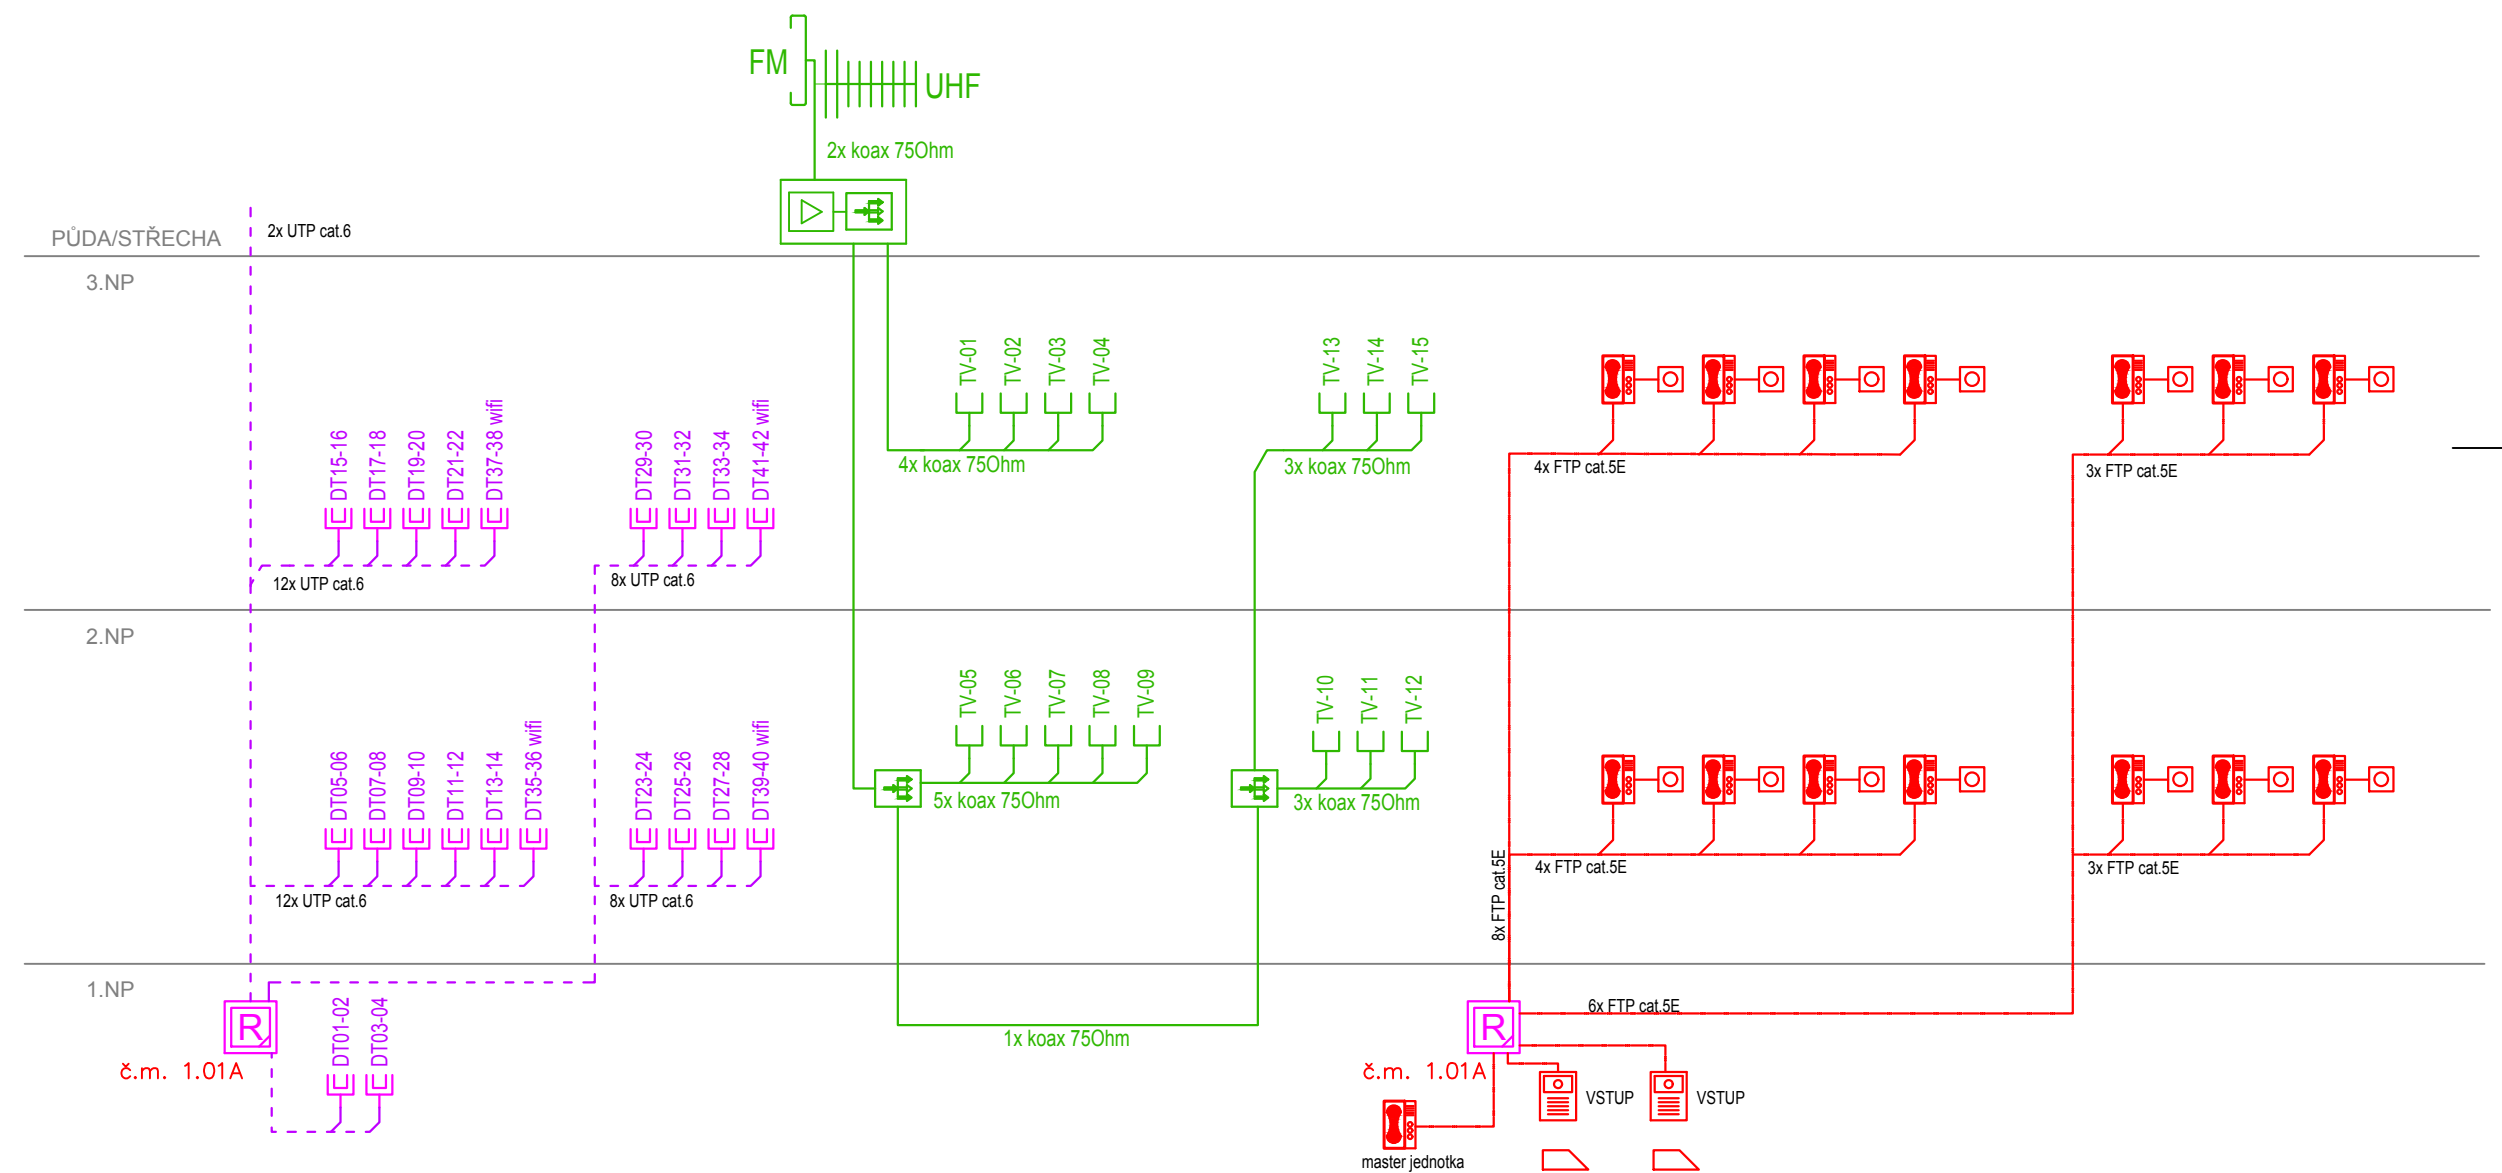 FM
UHF
2x koax 75Ohm
PŮDA/STŘECHA
2x UTP cat.6
3.NP
TV-01
TV-02
TV-03
TV-04
TV-13
TV-14
TV-15
4x koax 75Ohm
3x koax 75Ohm
4x FTP cat.5E
3x FTP cat.5E
DT15-16
DT17-18
DT19-20
DT21-22
DT37-38 wifi
DT29-30
DT31-32
DT33-34
DT41-42 wifi
12x UTP cat.6
8x UTP cat.6
2.NP
TV-05
TV-06
TV-07
TV-08
TV-09
TV-10
TV-11
TV-12
5x koax 75Ohm
3x koax 75Ohm
DT05-06
DT07-08
DT09-10
DT11-12
DT13-14
DT35-36 wifi
DT23-24
DT25-26
DT27-28
DT39-40 wifi
12x UTP cat.6
8x UTP cat.6
8x FTP cat.5E
4x FTP cat.5E
3x FTP cat.5E
1.NP
R
č.m. 1.01A
DT01-02
DT03-04
1x koax 75Ohm
6x FTP cat.5E
R
č.m. 1.01A
VSTUP
VSTUP
master jednotka